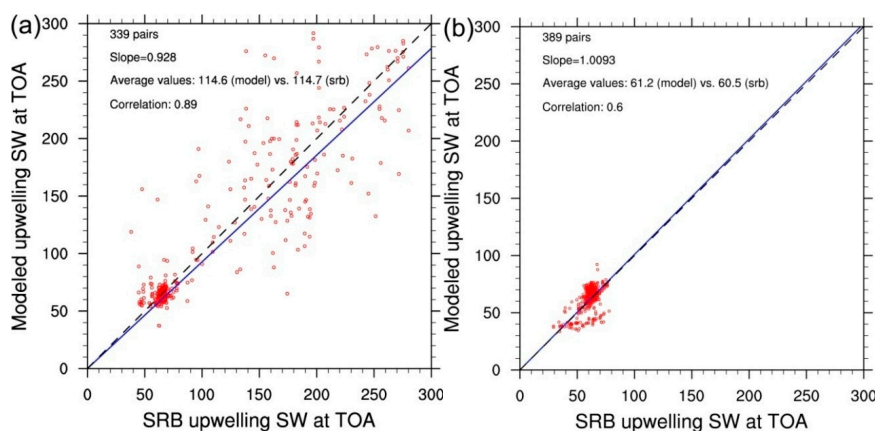 (a)
339 pairs
Slope=0.928
Average values: 114.6 (model) vs. 114.7 (srb)
Correlation: 0.89
Modeled upwelling SW at TOA
300
250
200
150
100
50
0
0 50 100 150 200 250 300
SRB upwelling SW at TOA
(b)
389 pairs
Slope=1.0093
Average values: 61.2 (model) vs. 60.5 (srb)
Correlation: 0.6
Modeled upwelling SW at TOA
300
250
200
150
100
50
0
0 50 100 150 200 250 300
SRB upwelling SW at TOA